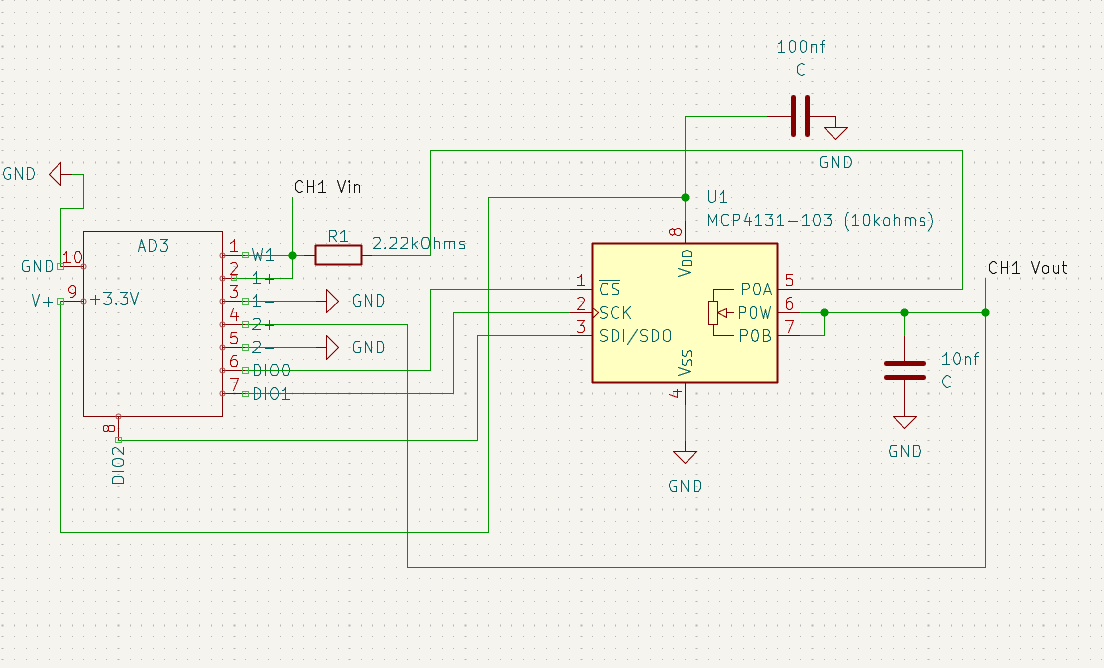 100nf
C
GND
GND
CH1 Vin
U1
MCP4131-103 (10kohms)
AD3
R1
2.22kOhms
1
W1
2
1+
3
1-
GND
4
2+
5
2-
GND
6
DIO0
7
DIO1
8
DIO2
10
GND
9
V+
+3.3V
8
VDD
1
CS
2
SCK
3
SDI/SDO
5
P0A
6
P0W
7
P0B
VSS
4
GND
CH1 Vout
10nf
C
GND